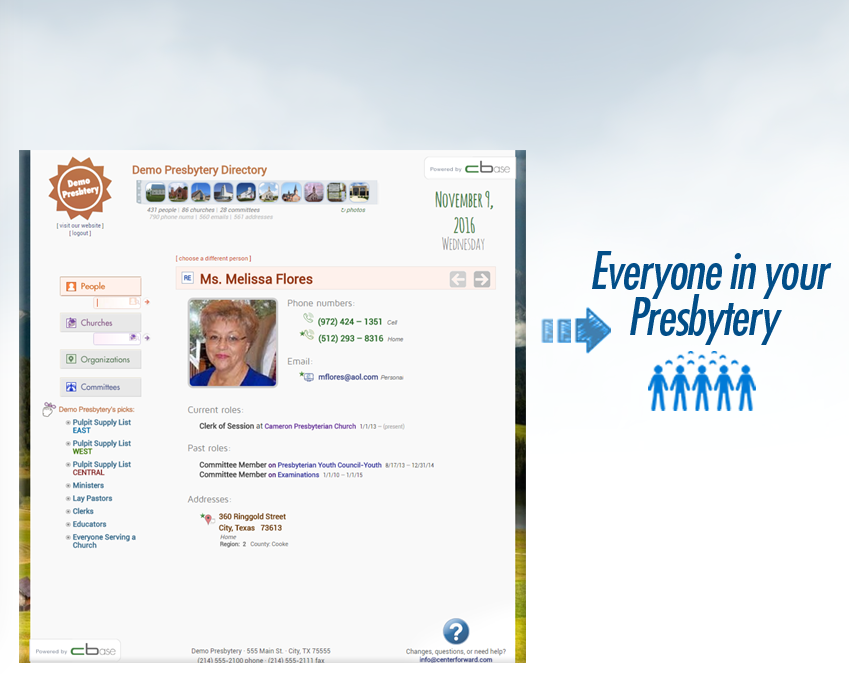 Demo
Presbtery
[ visit our website ]
[ logout ]
Demo Presbytery Directory
431 people | 86 churches | 28 committees
↻ photos
780 phone nums | 560 emails | 561 addresses
Powered by cbase
November 9,
2016
Wednesday
[ choose a different person ]
People
Churches
Organizations
Committees
Demo Presbytery's picks:
Pulpit Supply List
EAST
Pulpit Supply List
WEST
Pulpit Supply List
CENTRAL
Ministers
Lay Pastors
Clerks
Educators
Everyone Serving a
Church
RE Ms. Melissa Flores
Phone numbers:
(972) 424 – 1351 Cell
(512) 293 – 8316 Home
Email:
mflores@aol.com Persona
Current roles:
Clerk of Session at Cameron Presbyterian Church 1/1/13 – (present)
Past roles:
Committee Member on Presbyterian Youth Council-Youth 8/17/13 – 12/31/14
Committee Member on Examinations 1/1/10 – 1/1/15
Addresses:
360 Ringgold Street
City, Texas 73613
Home
Region: 2 County: Cooke
Powered by cbase
Demo Presbytery · 555 Main St. · City, TX 75555
(214) 555-2100 phone · (214) 555-2111 fax
?
Changes, questions, or need help?
info@centerforward.com
Everyone in your
Presbytery